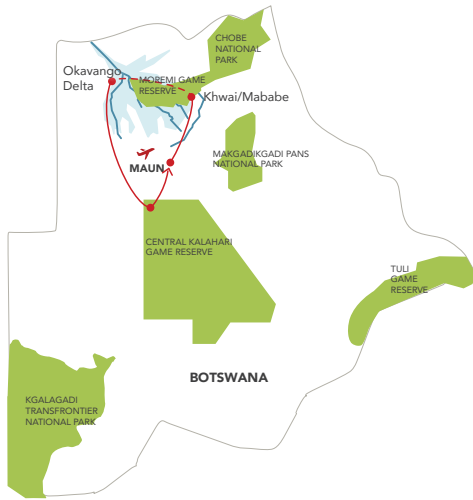 CHOBE
NATIONAL
PARK
Okavango
Delta
MOREMI GAME
RESERVE
Khwai/Mababe
MAUN
MAKGADIKGADI PANS
NATIONAL PARK
CENTRAL KALAHARI
GAME RESERVE
TULI
GAME
RESERVE
BOTSWANA
KGALAGADI
TRANSFRONTIER
NATIONAL PARK